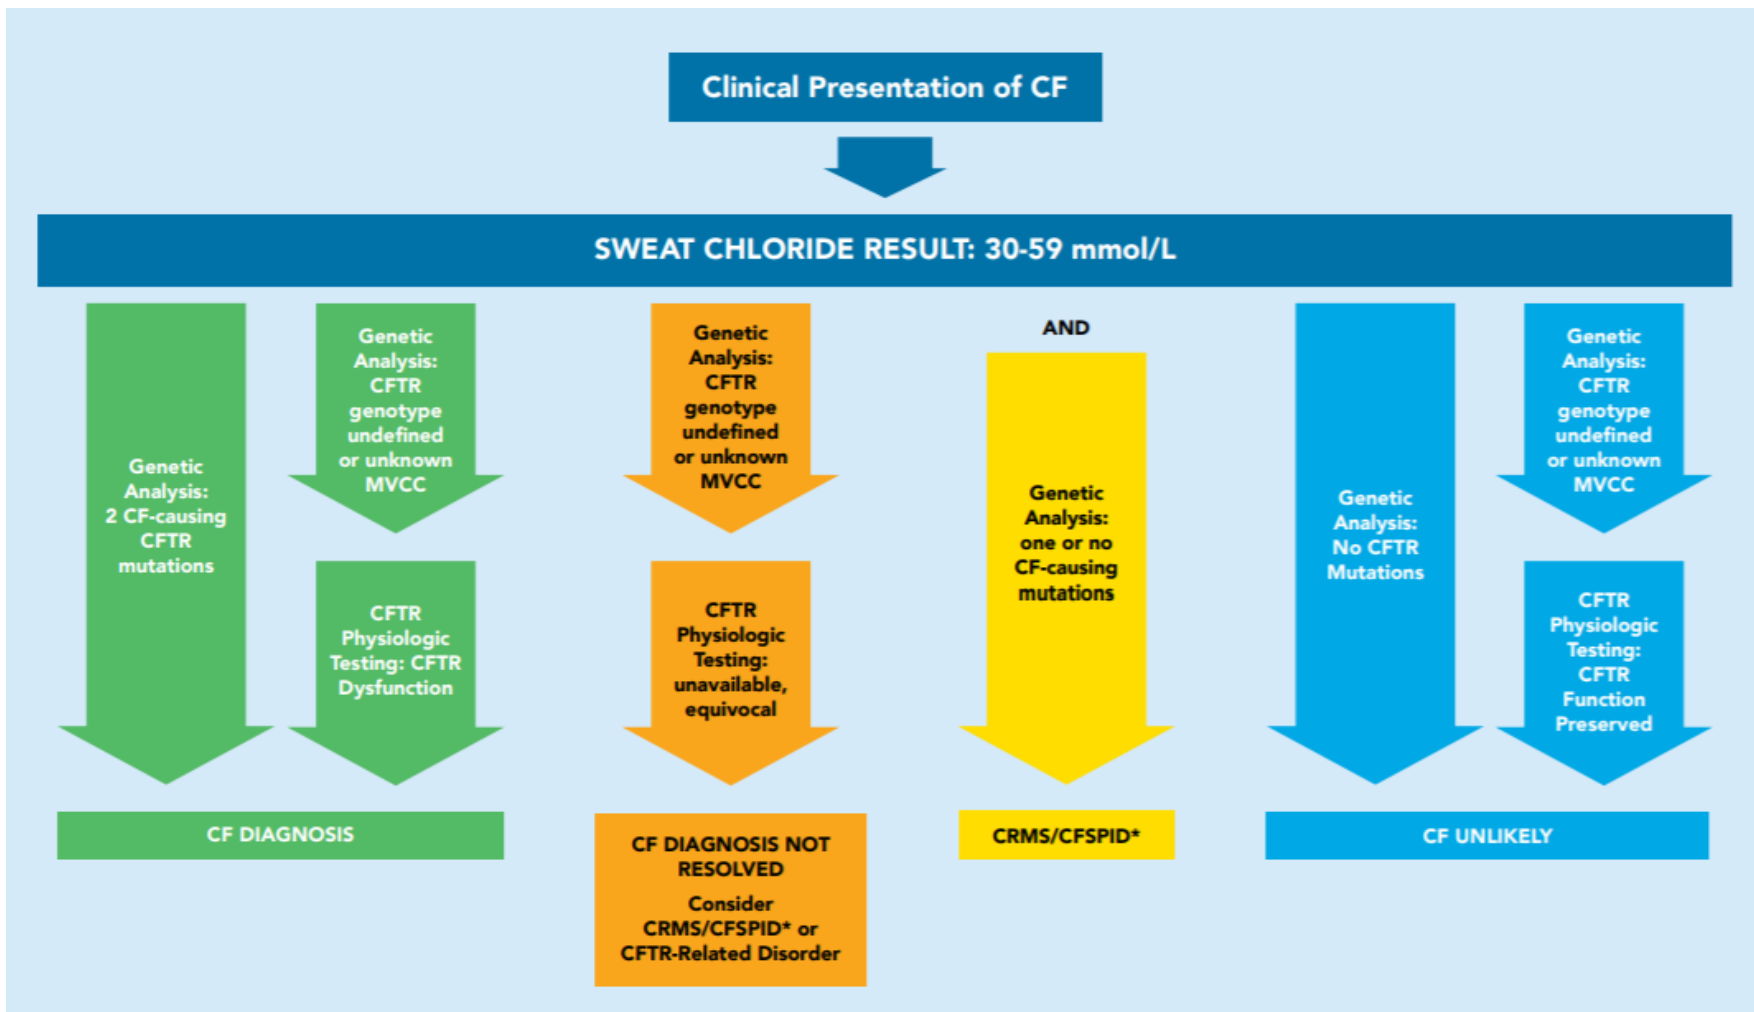 Clinical Presentation of CF
SWEAT CHLORIDE RESULT: 30-59 mmol/L
Genetic
Analysis:
2 CF-causing
CFTR
mutations
Genetic
Analysis:
CFTR
genotype
undefined
or unknown
MVCC
CFTR
Physiologic
Testing: CFTR
Dysfunction
CF DIAGNOSIS
Genetic
Analysis:
CFTR
genotype
undefined
or unknown
MVCC
CFTR
Physiologic
Testing:
unavailable,
equivocal
CF DIAGNOSIS NOT
RESOLVED
Consider
CRMS/CFSPID* or
CFTR-Related Disorder
AND
Genetic
Analysis:
one or no
CF-causing
mutations
CRMS/CFSPID*
Genetic
Analysis:
No CFTR
Mutations
Genetic
Analysis:
CFTR
genotype
undefined
or unknown
MVCC
CFTR
Physiologic
Testing:
CFTR
Function
Preserved
CF UNLIKELY